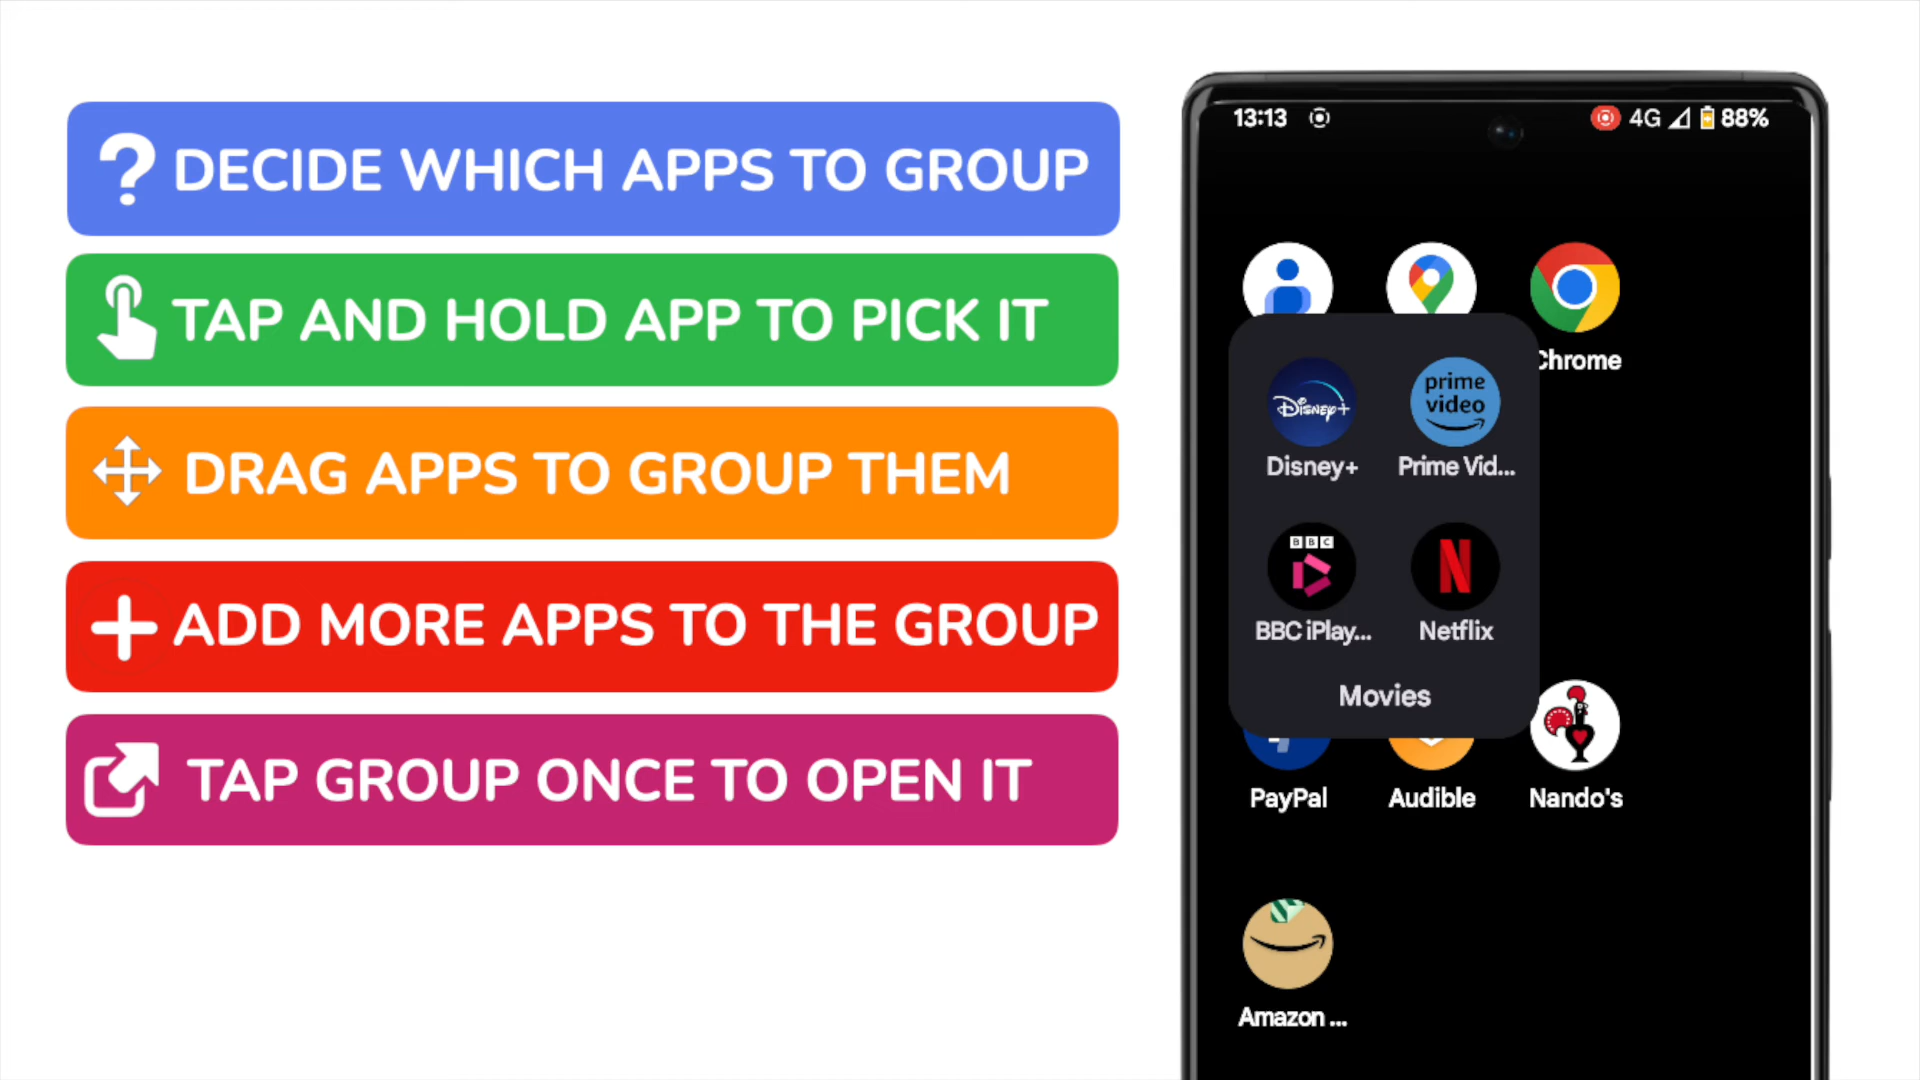 DECIDE WHICH APPS TO GROUP
TAP AND HOLD APP TO PICK IT
DRAG APPS TO GROUP THEM
ADD MORE APPS TO THE GROUP
TAP GROUP ONCE TO OPEN IT
13:13 4G 88%
Chrome
Disney+
prime
video
Disney+ Prime Vid...
BBC N
BBC iPlay... Netflix
Movies
PayPal Audible Nando's
Amazon ...